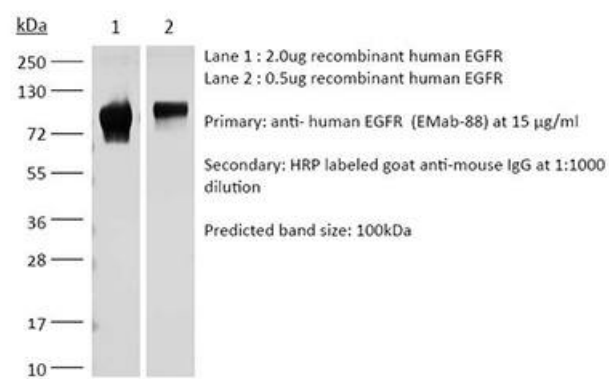 kDa 1 2
250
130
72
55
36
28
17
10
Lane 1 : 2.0ug recombinant human EGFR
Lane 2 : 0.5ug recombinant human EGFR
Primary: anti- human EGFR (EMab-88) at 15 µg/ml
Secondary: HRP labeled goat anti-mouse IgG at 1:1000
dilution
Predicted band size: 100kDa